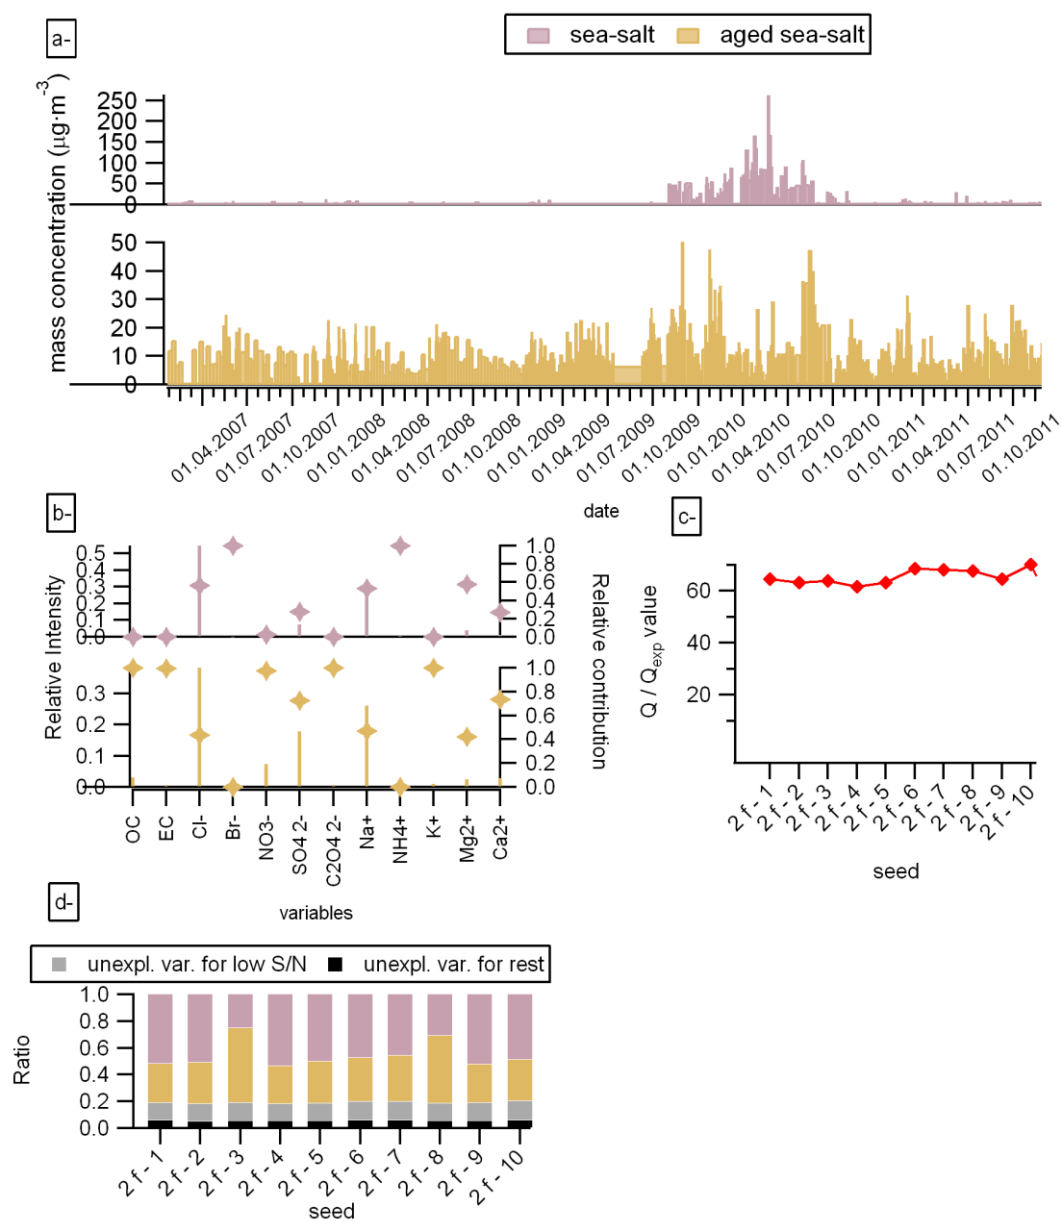 a-
sea-salt aged sea-salt
mass concentration (µg·m-3)
250
200
150
100
50
0
50
40
30
20
10
0
01.04.2007 01.07.2007 01.10.2007 01.01.2008 01.04.2008 01.07.2008 01.10.2008 01.01.2009 01.04.2009 01.07.2009 01.10.2009 01.01.2010 01.04.2010 01.07.2010 01.10.2010 01.01.2011 01.04.2011 01.07.2011 01.10.2011
date
b-
Relative Intensity
0.5
0.4
0.3
0.2
0.1
0.0
0.3
0.2
0.1
0.0
1.0
0.8
0.6
0.4
0.2
0.0
1.0
0.8
0.6
0.4
0.2
0.0
Relative contribution
OC EC Cl- Br- NO3- SO4 2- C2O4 2- Na+ NH4+ K+ Mg2+ Ca2+
variables
c-
Q / Qexp value
60
40
20
2 f - 1 2 f - 2 2 f - 3 2 f - 4 2 f - 5 2 f - 6 2 f - 7 2 f - 8 2 f - 9 2 f - 10
seed
d-
unexpl. var. for low S/N unexpl. var. for rest
Ratio
1.0
0.8
0.6
0.4
0.2
0.0
2 f - 1 2 f - 2 2 f - 3 2 f - 4 2 f - 5 2 f - 6 2 f - 7 2 f - 8 2 f - 9 2 f - 10
seed